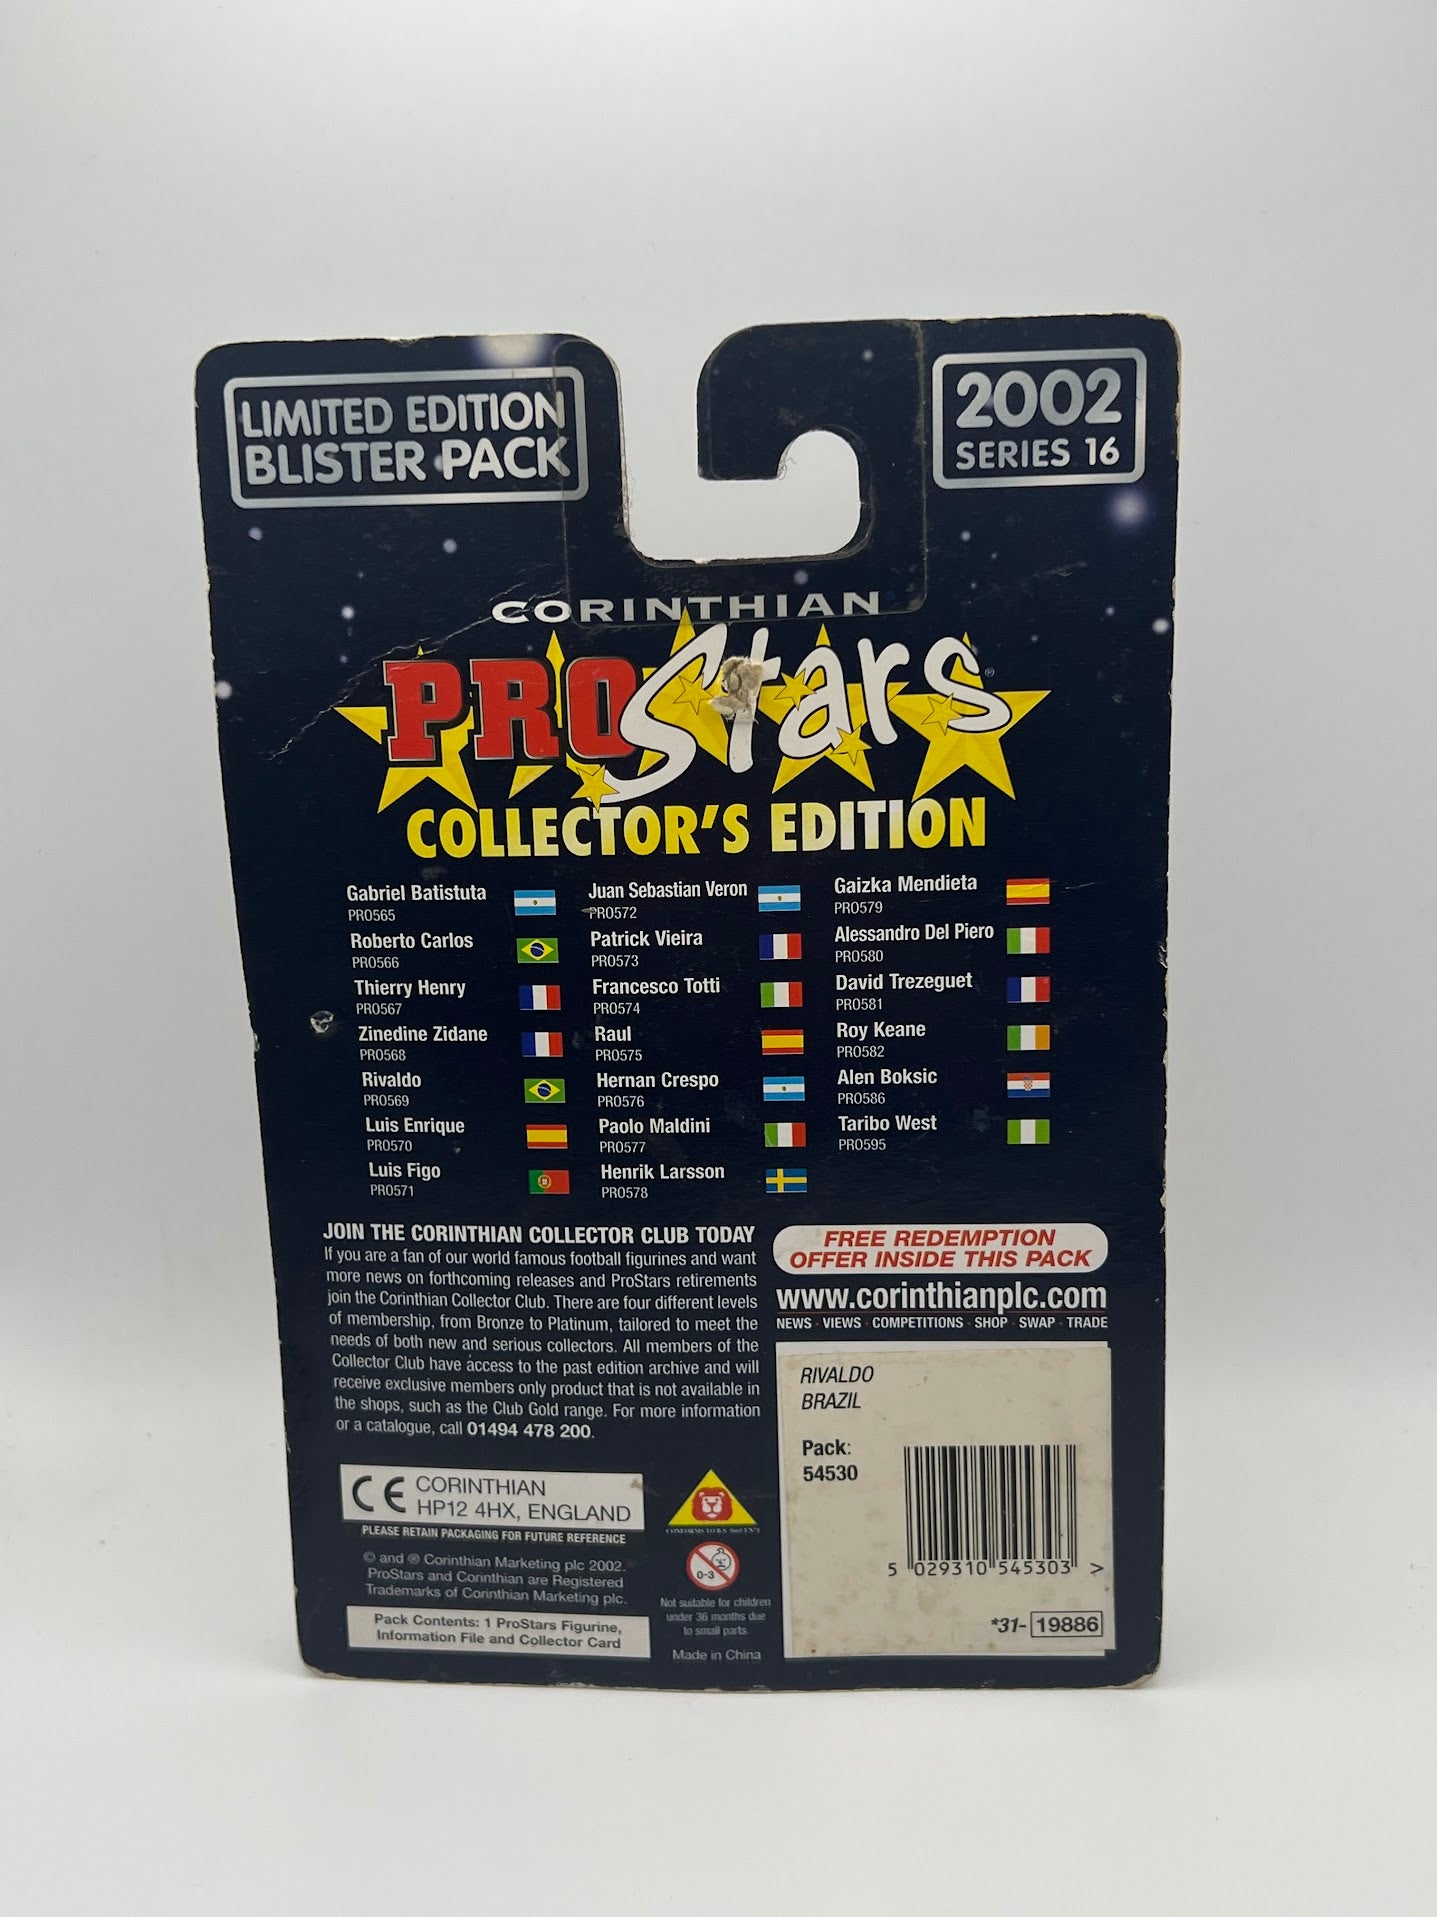 LIMITED EDITION
BLISTER PACK
2002
SERIES 16
CORINTHIAN
PROStars®
COLLECTOR'S EDITION
Gabriel Batistuta
PRO565
Roberto Carlos
PRO566
Thierry Henry
PRO567
Zinedine Zidane
PRO568
Rivaldo
PRO569
Luis Enrique
PRO570
Luis Figo
PRO571
Juan Sebastian Veron
PRO572
Patrick Vieira
PRO573
Francesco Totti
PRO574
Raul
PRO575
Hernan Crespo
PRO576
Paolo Maldini
PRO577
Henrik Larsson
PRO578
Gaizka Mendieta
PRO579
Alessandro Del Piero
PRO580
David Trezeguet
PRO581
Roy Keane
PRO582
Alen Boksic
PRO586
Taribo West
PRO595
JOIN THE CORINTHIAN COLLECTOR CLUB TODAY
If you are a fan of our world famous football figurines and want
more news on forthcoming releases and ProStars retirements
join the Corinthian Collector Club. There are four different levels
of membership, from Bronze to Platinum, tailored to meet the
needs of both new and serious collectors. All members of the
Collector Club have access to the past edition archive and will
receive exclusive members only product that is not available in
the shops, such as the Club Gold range. For more information
or a catalogue, call 01494 478 200.
FREE REDEMPTION
OFFER INSIDE THIS PACK
www.corinthianplc.com
NEWS - VIEWS - COMPETITIONS - SHOP - SWAP - TRADE
RIVALDO
BRAZIL
Pack:
54530
5 029310 545303 >
*31- 19886
CE CORINTHIAN
HP12 4HX, ENGLAND
PLEASE RETAIN PACKAGING FOR FUTURE REFERENCE
© and ® Corinthian Marketing plc 2002.
ProStars and Corinthian are Registered
Trademarks of Corinthian Marketing plc.
Pack Contents: 1 ProStars Figurine,
Information File and Collector Card
CONFORMS TO B.S. 5665 EN71
0-3
Not suitable for children
under 36 months due
to small parts.
Made in China